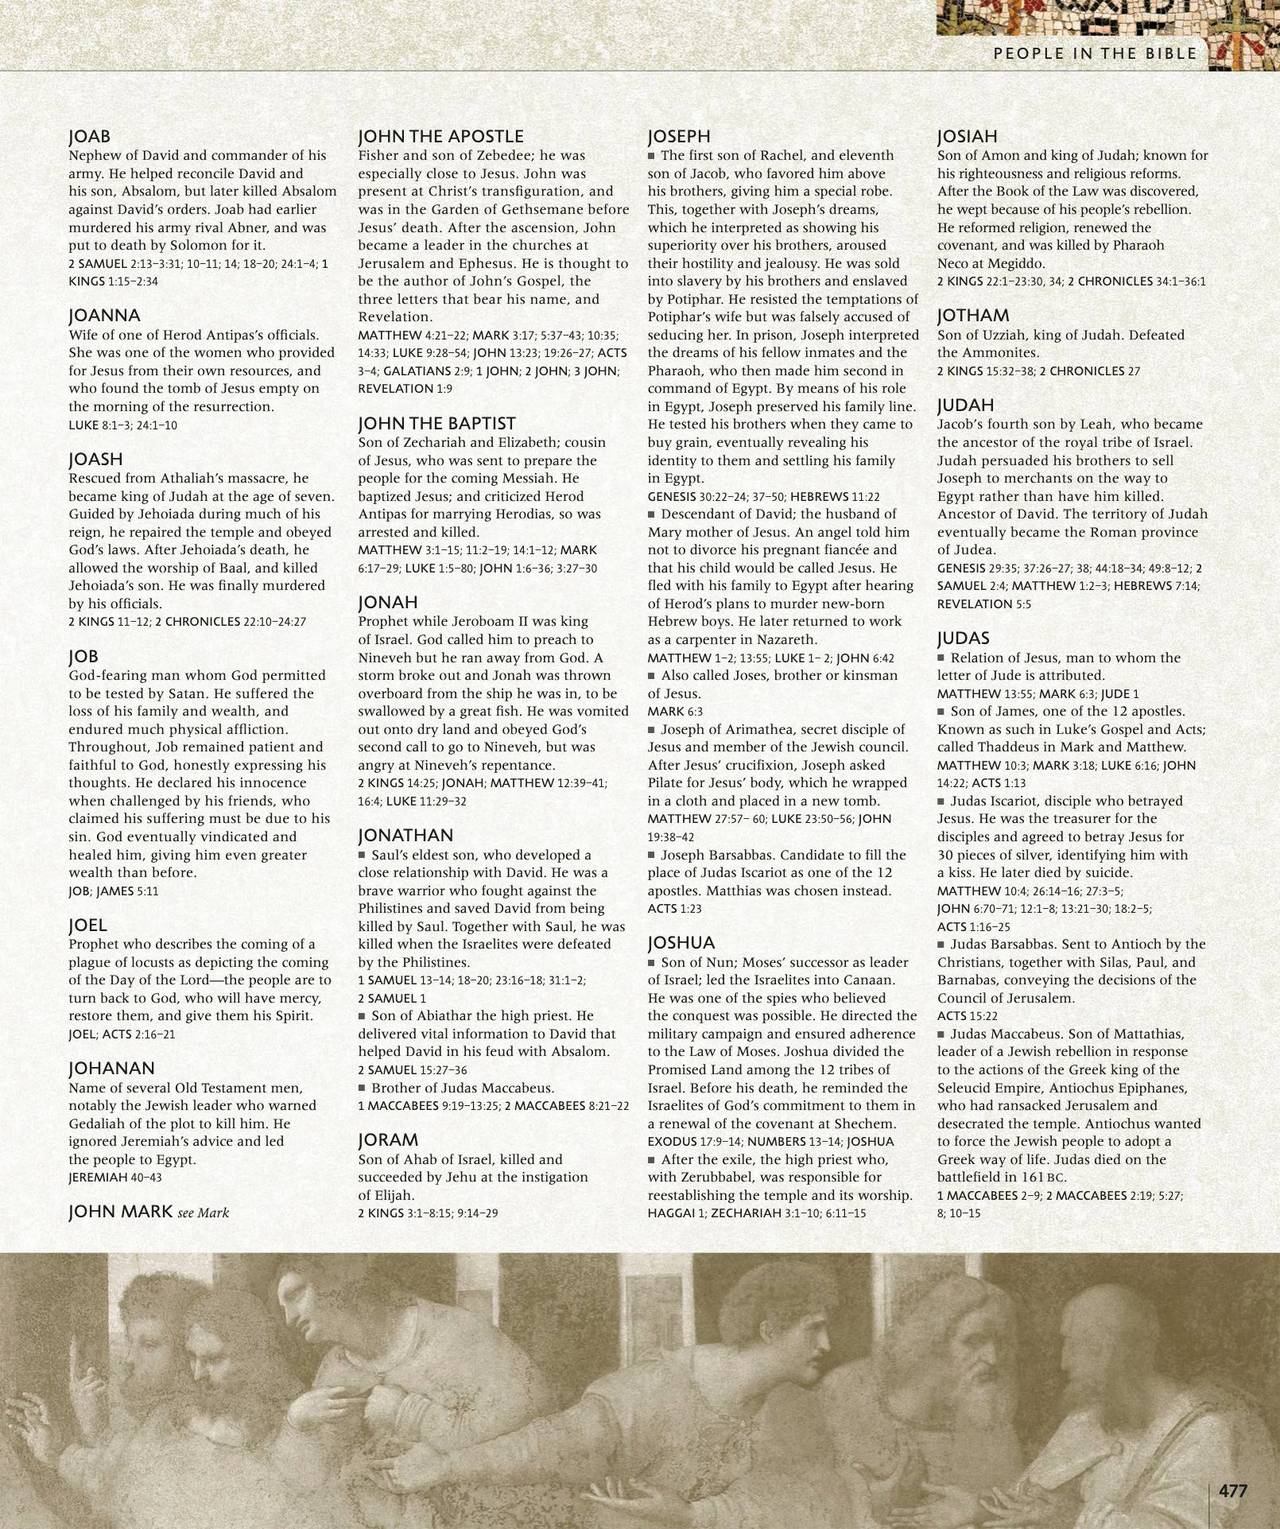 PEOPLE IN THE BIBLE
JOAB
Nephew of David and commander of his
army. He helped reconcile David and
his son, Absalom, but later killed Absalom
against David's orders. Joab had earlier
murdered his army rival Abner, and was
put to death by Solomon for it.
2 SAMUEL 2:13–3:31; 10–11; 14; 18–20; 24:1–4; 1
KINGS 1:15–2:34
JOANNA
Wife of one of Herod Antipas's officials.
She was one of the women who provided
for Jesus from their own resources, and
who found the tomb of Jesus empty on
the morning of the resurrection.
LUKE 8:1–3; 24:1–10
JOASH
Rescued from Athaliah's massacre, he
became king of Judah at the age of seven.
Guided by Jehoiada during much of his
reign, he repaired the temple and obeyed
God's laws. After Jehoiada's death, he
allowed the worship of Baal, and killed
Jehoiada's son. He was finally murdered
by his officials.
2 KINGS 11–12; 2 CHRONICLES 22:10–24:27
JOB
God-fearing man whom God permitted
to be tested by Satan. He suffered the
loss of his family and wealth, and
endured much physical affliction.
Throughout, Job remained patient and
faithful to God, honestly expressing his
thoughts. He declared his innocence
when challenged by his friends, who
claimed his suffering must be due to his
sin. God eventually vindicated and
healed him, giving him even greater
wealth than before.
JOB; JAMES 5:11
JOEL
Prophet who describes the coming of a
plague of locusts as depicting the coming
of the Day of the Lord—the people are to
turn back to God, who will have mercy,
restore them, and give them his Spirit.
JOEL; ACTS 2:16–21
JOHANAN
Name of several Old Testament men,
notably the Jewish leader who warned
Gedaliah of the plot to kill him. He
ignored Jeremiah's advice and led
the people to Egypt.
JEREMIAH 40–43
JOHN MARK see Mark
JOHN THE APOSTLE
Fisher and son of Zebedee; he was
especially close to Jesus. John was
present at Christ's transfiguration, and
was in the Garden of Gethsemane before
Jesus' death. After the ascension, John
became a leader in the churches at
Jerusalem and Ephesus. He is thought to
be the author of John's Gospel, the
three letters that bear his name, and
Revelation.
MATTHEW 4:21–22; MARK 3:17; 5:37–43; 10:35;
14:33; LUKE 9:28–54; JOHN 13:23; 19:26–27; ACTS
3–4; GALATIANS 2:9; 1 JOHN; 2 JOHN; 3 JOHN;
REVELATION 1:9
JOHN THE BAPTIST
Son of Zechariah and Elizabeth; cousin
of Jesus, who was sent to prepare the
people for the coming Messiah. He
baptized Jesus; and criticized Herod
Antipas for marrying Herodias, so was
arrested and killed.
MATTHEW 3:1–15; 11:2–19; 14:1–12; MARK
6:17–29; LUKE 1:5–80; JOHN 1:6–36; 3:27–30
JONAH
Prophet while Jeroboam II was king
of Israel. God called him to preach to
Nineveh but he ran away from God. A
storm broke out and Jonah was thrown
overboard from the ship he was in, to be
swallowed by a great fish. He was vomited
out onto dry land and obeyed God's
second call to go to Nineveh, but was
angry at Nineveh's repentance.
2 KINGS 14:25; JONAH; MATTHEW 12:39–41;
16:4; LUKE 11:29–32
JONATHAN
■ Saul's eldest son, who developed a
close relationship with David. He was a
brave warrior who fought against the
Philistines and saved David from being
killed by Saul. Together with Saul, he was
killed when the Israelites were defeated
by the Philistines.
1 SAMUEL 13–14; 18–20; 23:16–18; 31:1–2;
2 SAMUEL 1
■ Son of Abiathar the high priest. He
delivered vital information to David that
helped David in his feud with Absalom.
2 SAMUEL 15:27–36
■ Brother of Judas Maccabeus.
1 MACCABEES 9:19–13:25; 2 MACCABEES 8:21–22
JORAM
Son of Ahab of Israel, killed and
succeeded by Jehu at the instigation
of Elijah.
2 KINGS 3:1–8:15; 9:14–29
JOSEPH
■ The first son of Rachel, and eleventh
son of Jacob, who favored him above
his brothers, giving him a special robe.
This, together with Joseph's dreams,
which he interpreted as showing his
superiority over his brothers, aroused
their hostility and jealousy. He was sold
into slavery by his brothers and enslaved
by Potiphar. He resisted the temptations of
Potiphar's wife but was falsely accused of
seducing her. In prison, Joseph interpreted
the dreams of his fellow inmates and the
Pharaoh, who then made him second in
command of Egypt. By means of his role
in Egypt, Joseph preserved his family line.
He tested his brothers when they came to
buy grain, eventually revealing his
identity to them and settling his family
in Egypt.
GENESIS 30:22–24; 37–50; HEBREWS 11:22
■ Descendant of David; the husband of
Mary mother of Jesus. An angel told him
not to divorce his pregnant fiancée and
that his child would be called Jesus. He
fled with his family to Egypt after hearing
of Herod's plans to murder new-born
Hebrew boys. He later returned to work
as a carpenter in Nazareth.
MATTHEW 1–2; 13:55; LUKE 1– 2; JOHN 6:42
■ Also called Joses, brother or kinsman
of Jesus.
MARK 6:3
■ Joseph of Arimathea, secret disciple of
Jesus and member of the Jewish council.
After Jesus' crucifixion, Joseph asked
Pilate for Jesus' body, which he wrapped
in a cloth and placed in a new tomb.
MATTHEW 27:57– 60; LUKE 23:50–56; JOHN
19:38–42
■ Joseph Barsabbas. Candidate to fill the
place of Judas Iscariot as one of the 12
apostles. Matthias was chosen instead.
ACTS 1:23
JOSHUA
■ Son of Nun; Moses' successor as leader
of Israel; led the Israelites into Canaan.
He was one of the spies who believed
the conquest was possible. He directed the
military campaign and ensured adherence
to the Law of Moses. Joshua divided the
Promised Land among the 12 tribes of
Israel. Before his death, he reminded the
Israelites of God's commitment to them in
a renewal of the covenant at Shechem.
EXODUS 17:9–14; NUMBERS 13–14; JOSHUA
■ After the exile, the high priest who,
with Zerubbabel, was responsible for
reestablishing the temple and its worship.
HAGGAI 1; ZECHARIAH 3:1–10; 6:11–15
JOSIAH
Son of Amon and king of Judah; known for
his righteousness and religious reforms.
After the Book of the Law was discovered,
he wept because of his people's rebellion.
He reformed religion, renewed the
covenant, and was killed by Pharaoh
Neco at Megiddo.
2 KINGS 22:1–23:30, 34; 2 CHRONICLES 34:1–36:1
JOTHAM
Son of Uzziah, king of Judah. Defeated
the Ammonites.
2 KINGS 15:32–38; 2 CHRONICLES 27
JUDAH
Jacob's fourth son by Leah, who became
the ancestor of the royal tribe of Israel.
Judah persuaded his brothers to sell
Joseph to merchants on the way to
Egypt rather than have him killed.
Ancestor of David. The territory of Judah
eventually became the Roman province
of Judea.
GENESIS 29:35; 37:26–27; 38; 44:18–34; 49:8–12; 2
SAMUEL 2:4; MATTHEW 1:2–3; HEBREWS 7:14;
REVELATION 5:5
JUDAS
■ Relation of Jesus, man to whom the
letter of Jude is attributed.
MATTHEW 13:55; MARK 6:3; JUDE 1
■ Son of James, one of the 12 apostles.
Known as such in Luke's Gospel and Acts;
called Thaddeus in Mark and Matthew.
MATTHEW 10:3; MARK 3:18; LUKE 6:16; JOHN
14:22; ACTS 1:13
■ Judas Iscariot, disciple who betrayed
Jesus. He was the treasurer for the
disciples and agreed to betray Jesus for
30 pieces of silver, identifying him with
a kiss. He later died by suicide.
MATTHEW 10:4; 26:14–16; 27:3–5;
JOHN 6:70–71; 12:1–8; 13:21–30; 18:2–5;
ACTS 1:16–25
■ Judas Barsabbas. Sent to Antioch by the
Christians, together with Silas, Paul, and
Barnabas, conveying the decisions of the
Council of Jerusalem.
ACTS 15:22
■ Judas Maccabeus. Son of Mattathias,
leader of a Jewish rebellion in response
to the actions of the Greek king of the
Seleucid Empire, Antiochus Epiphanes,
who had ransacked Jerusalem and
desecrated the temple. Antiochus wanted
to force the Jewish people to adopt a
Greek way of life. Judas died on the
battlefield in 161 BC.
1 MACCABEES 2–9; 2 MACCABEES 2:19; 5:27;
8; 10–15
477